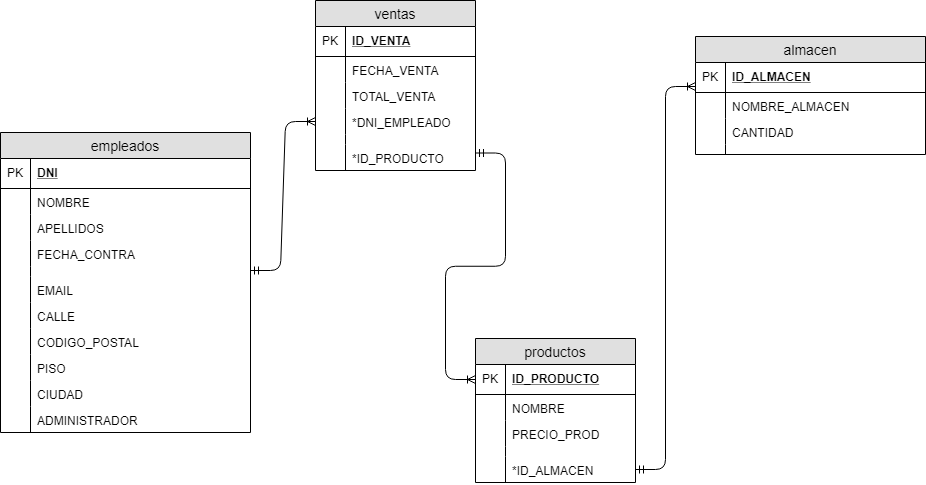 ventas
PK ID_VENTA
FECHA_VENTA
TOTAL_VENTA
*DNI_EMPLEADO
*ID_PRODUCTO
almacen
PK ID_ALMACEN
NOMBRE_ALMACEN
CANTIDAD
empleados
PK DNI
NOMBRE
APELLIDOS
FECHA_CONTRA
EMAIL
CALLE
CODIGO_POSTAL
PISO
CIUDAD
ADMINISTRADOR
productos
PK ID_PRODUCTO
NOMBRE
PRECIO_PROD
*ID_ALMACEN